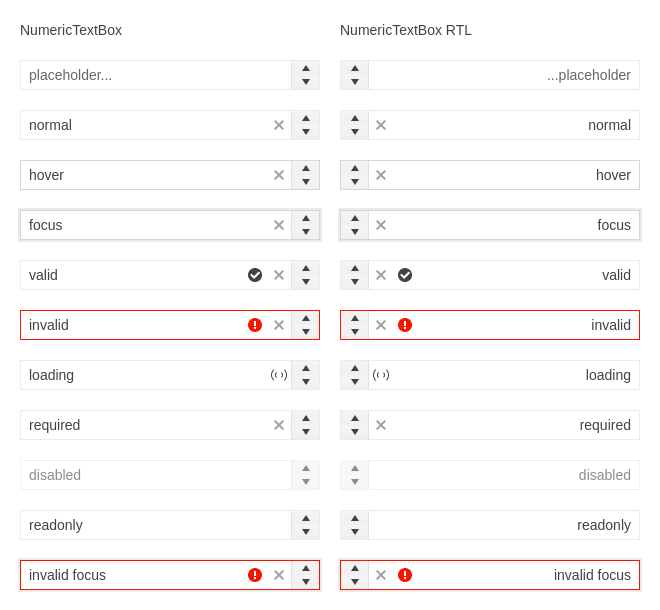 NumericTextBox NumericTextBox RTL
placeholder... ...placeholder
normal normal
hover hover
focus focus
valid valid
invalid invalid
loading loading
required required
disabled disabled
readonly readonly
invalid focus invalid focus